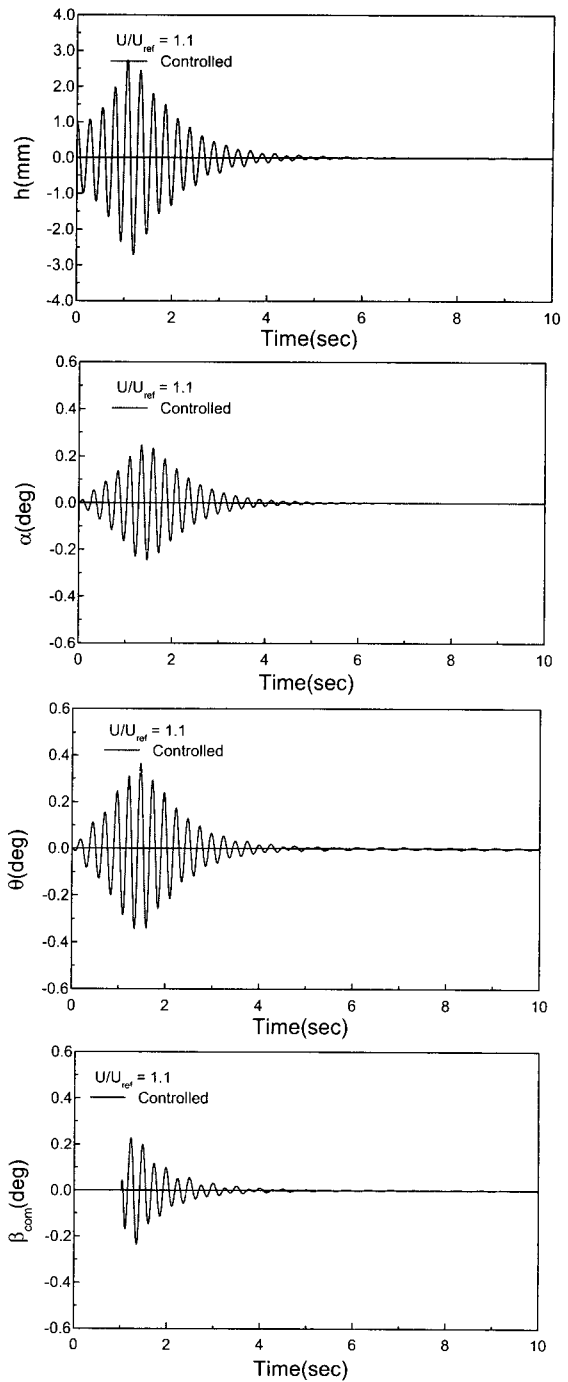 U/Uref = 1.1
Controlled
4.0
3.0
2.0
1.0
0.0
-1.0
-2.0
-3.0
-4.0
h(mm)
0 2 4 6 8 10
Time(sec)
U/Uref = 1.1
Controlled
0.6
0.4
0.2
0.0
-0.2
-0.4
-0.6
α(deg)
0 2 4 6 8 10
Time(sec)
U/Uref = 1.1
Controlled
0.6
0.4
0.2
0.0
-0.2
-0.4
-0.6
θ(deg)
0 2 4 6 8 10
Time(sec)
U/Uref = 1.1
Controlled
0.6
0.4
0.2
0.0
-0.2
-0.4
-0.6
βcom(deg)
0 2 4 6 8 10
Time(sec)